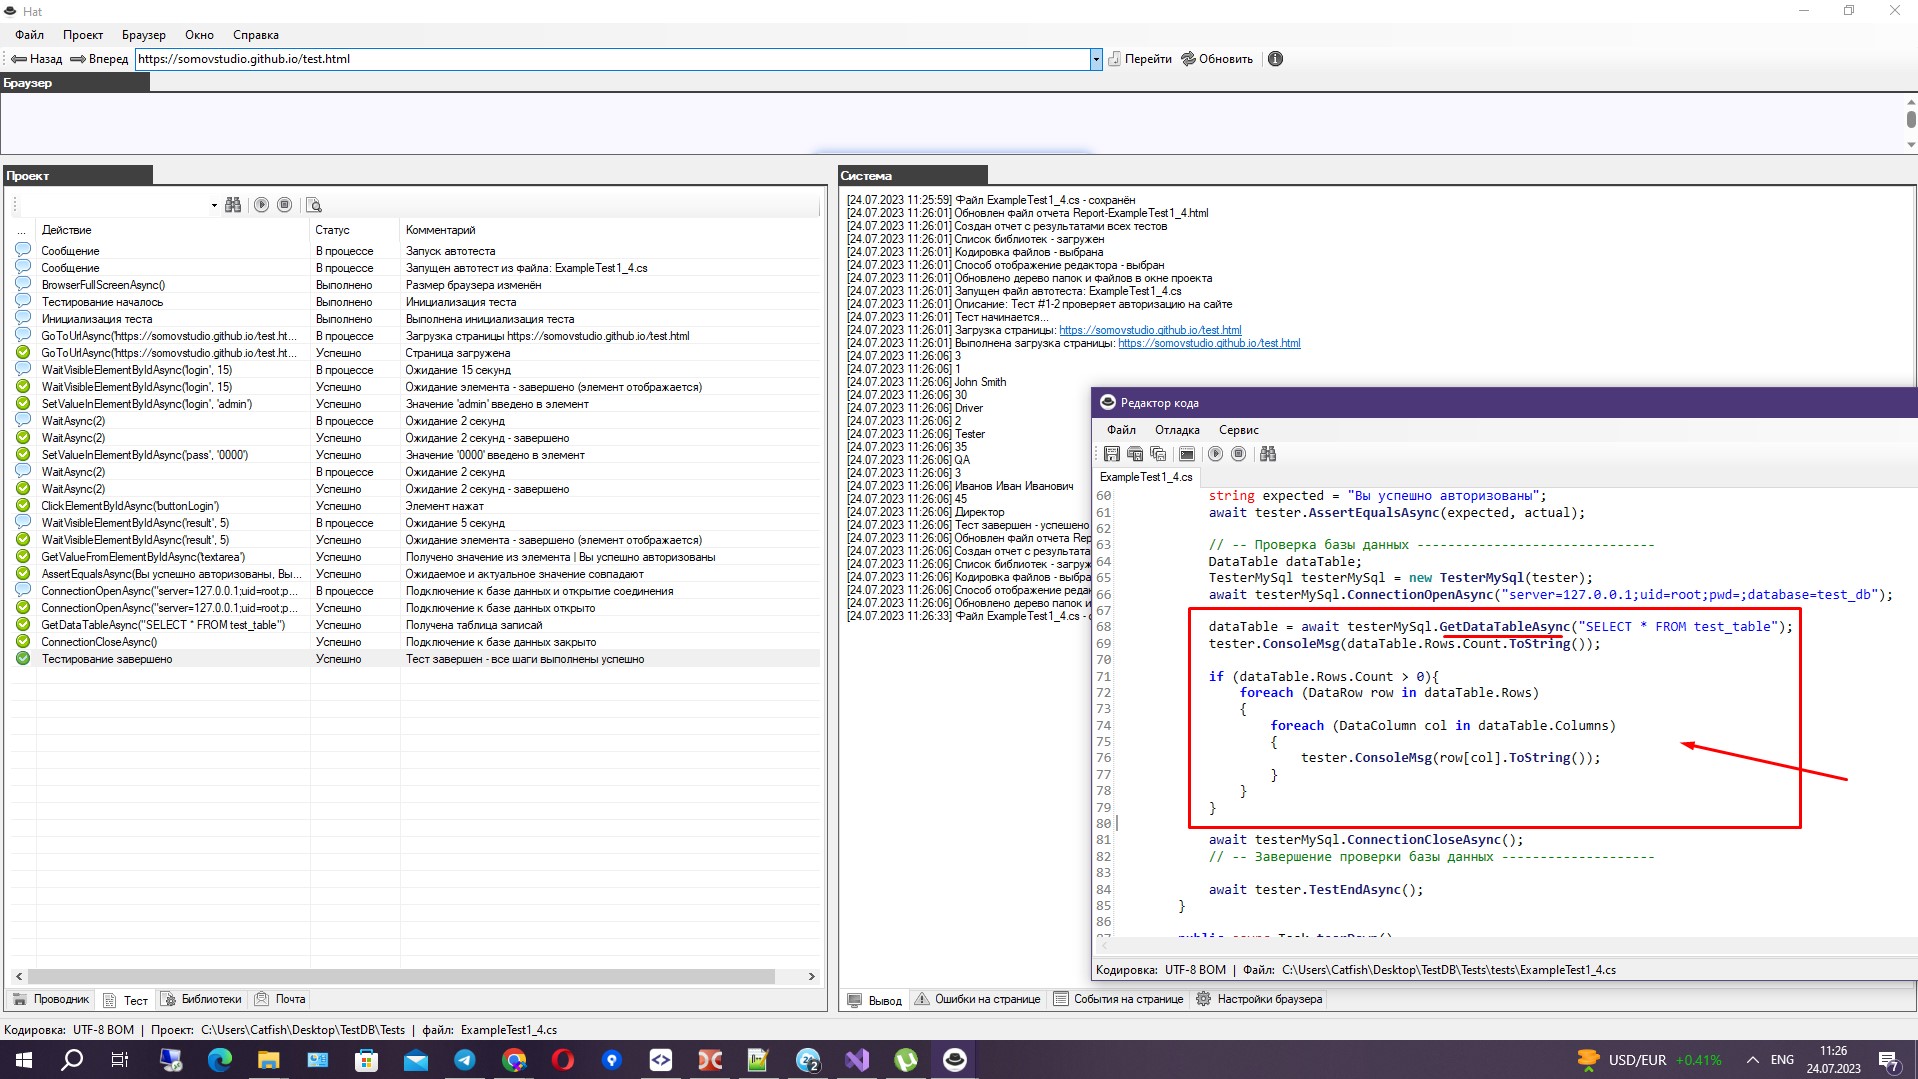 Hat
Файл Проект Браузер Окно Справка
Назад Вперед https://somovstudio.github.io/test.html Перейти Обновить
Браузер
Проект
... Действие Статус Комментарий
Сообщение В процессе Запуск автотеста
Сообщение В процессе Запущен автотест из файла: ExampleTest1_4.cs
BrowserFullScreenAsync() Выполнено Размер браузера изменён
Тестирование началось Выполнено Инициализация теста
Инициализация теста Выполнено Выполнена инициализация теста
GoToUrlAsync('https://somovstudio.github.io/test.ht... В процессе Загрузка страницы https://somovstudio.github.io/test.html
GoToUrlAsync('https://somovstudio.github.io/test.ht... Успешно Страница загружена
WaitVisibleElementByIdAsync('login', 15) В процессе Ожидание 15 секунд
WaitVisibleElementByIdAsync('login', 15) Успешно Ожидание элемента - завершено (элемент отображается)
SetValueInElementByIdAsync('login', 'admin') Успешно Значение 'admin' введено в элемент
WaitAsync(2) В процессе Ожидание 2 секунд
WaitAsync(2) Успешно Ожидание 2 секунд - завершено
SetValueInElementByIdAsync('pass', '0000') Успешно Значение '0000' введено в элемент
WaitAsync(2) В процессе Ожидание 2 секунд
WaitAsync(2) Успешно Ожидание 2 секунд - завершено
ClickElementByIdAsync('buttonLogin') Успешно Элемент нажат
WaitVisibleElementByIdAsync('result', 5) В процессе Ожидание 5 секунд
WaitVisibleElementByIdAsync('result', 5) Успешно Ожидание элемента - завершено (элемент отображается)
GetValueFromElementByIdAsync('textarea') Успешно Получено значение из элемента | Вы успешно авторизованы
AssertEqualsAsync(Вы успешно авторизованы, Вы... Успешно Ожидаемое и актуальное значение совпадают
ConnectionOpenAsync("server=127.0.0.1;uid=root;p... В процессе Подключение к базе данных и открытие соединения
ConnectionOpenAsync("server=127.0.0.1;uid=root;p... Успешно Подключение к базе данных открыто
GetDataTableAsync("SELECT * FROM test_table") Успешно Получена таблица записай
ConnectionCloseAsync() Успешно Подключение к базе данных закрыто
Тестирование завершено Успешно Тест завершен - все шаги выполнены успешно
Проводник Тест Библиотеки Почта
Система
[24.07.2023 11:25:59] Файл ExampleTest1_4.cs - сохранён
[24.07.2023 11:26:01] Обновлен файл отчета Report-ExampleTest1_4.html
[24.07.2023 11:26:01] Создан отчет с результатами всех тестов
[24.07.2023 11:26:01] Список библиотек - загружен
[24.07.2023 11:26:01] Кодировка файлов - выбрана
[24.07.2023 11:26:01] Способ отображение редактора - выбран
[24.07.2023 11:26:01] Обновлено дерево папок и файлов в окне проекта
[24.07.2023 11:26:01] Запущен файл автотеста: ExampleTest1_4.cs
[24.07.2023 11:26:01] Описание: Тест #1-2 проверяет авторизацию на сайте
[24.07.2023 11:26:01] Тест начинается...
[24.07.2023 11:26:01] Загрузка страницы: https://somovstudio.github.io/test.html
[24.07.2023 11:26:01] Выполнена загрузка страницы: https://somovstudio.github.io/test.html
[24.07.2023 11:26:06] 3
[24.07.2023 11:26:06] 1
[24.07.2023 11:26:06] John Smith
[24.07.2023 11:26:06] 30
[24.07.2023 11:26:06] Driver
[24.07.2023 11:26:06] 2
[24.07.2023 11:26:06] Tester
[24.07.2023 11:26:06] 35
[24.07.2023 11:26:06] QA
[24.07.2023 11:26:06] 3
[24.07.2023 11:26:06] Иванов Иван Иванович
[24.07.2023 11:26:06] 45
[24.07.2023 11:26:06] Директор
[24.07.2023 11:26:06] Тест завершен - успешно
[24.07.2023 11:26:06] Обновлен файл отчета Rep
[24.07.2023 11:26:06] Создан отчет с результата
[24.07.2023 11:26:06] Список библиотек - загруж
[24.07.2023 11:26:06] Кодировка файлов - выбра
[24.07.2023 11:26:06] Способ отображение редак
[24.07.2023 11:26:06] Обновлено дерево папок и
[24.07.2023 11:26:33] Файл ExampleTest1_4.cs - с
Вывод Ошибки на странице События на странице Настройки браузера
Редактор кода
Файл Отладка Сервис
ExampleTest1_4.cs
60 string expected = "Вы успешно авторизованы";
61 await tester.AssertEqualsAsync(expected, actual);
62
63 // -- Проверка базы данных -------------------------------
64 DataTable dataTable;
65 TesterMySql testerMySql = new TesterMySql(tester);
66 await testerMySql.ConnectionOpenAsync("server=127.0.0.1;uid=root;pwd=;database=test_db");
67
68 dataTable = await testerMySql.GetDataTableAsync("SELECT * FROM test_table");
69 tester.ConsoleMsg(dataTable.Rows.Count.ToString());
70
71 if (dataTable.Rows.Count > 0){
72 foreach (DataRow row in dataTable.Rows)
73 {
74 foreach (DataColumn col in dataTable.Columns)
75 {
76 tester.ConsoleMsg(row[col].ToString());
77 }
78 }
79 }
80
81 await testerMySql.ConnectionCloseAsync();
82 // -- Завершение проверки базы данных --------------------
83
84 await tester.TestEndAsync();
85 }
86
Кодировка: UTF-8 BOM | Файл: C:\Users\Catfish\Desktop\TestDB\Tests\tests\ExampleTest1_4.cs
Кодировка: UTF-8 BOM | Проект: C:\Users\Catfish\Desktop\TestDB\Tests | файл: ExampleTest1_4.cs
USD/EUR +0.41% ENG 11:26
24.07.2023 7